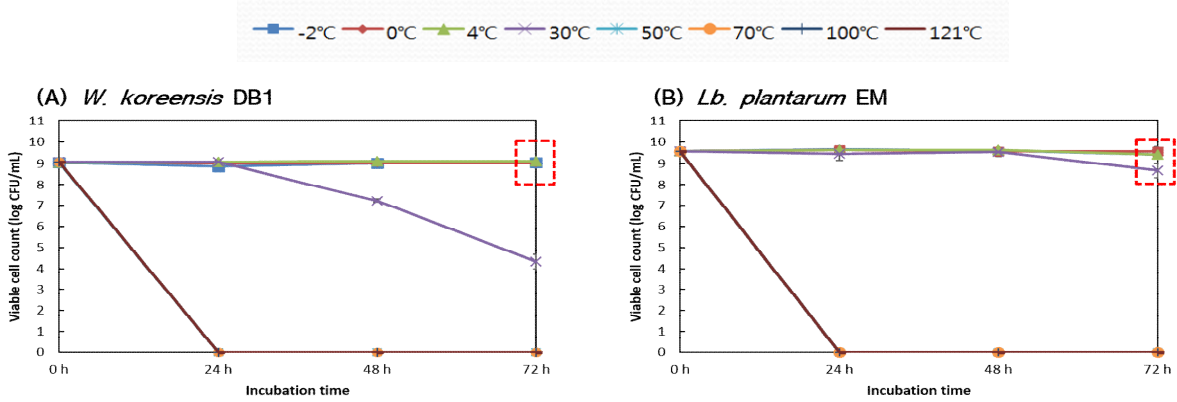 -2℃ 0℃ 4℃ 30℃ 50℃ 70℃ 100℃ 121℃
(A) W. koreensis DB1
Viable cell count (log CFU/mL)
11
10
9
8
7
6
5
4
3
2
1
0
0 h 24 h 48 h 72 h
Incubation time
(B) Lb. plantarum EM
Viable cell count (log CFU/mL)
11
10
9
8
7
6
5
4
3
2
1
0
0 h 24 h 48 h 72 h
Incubation time